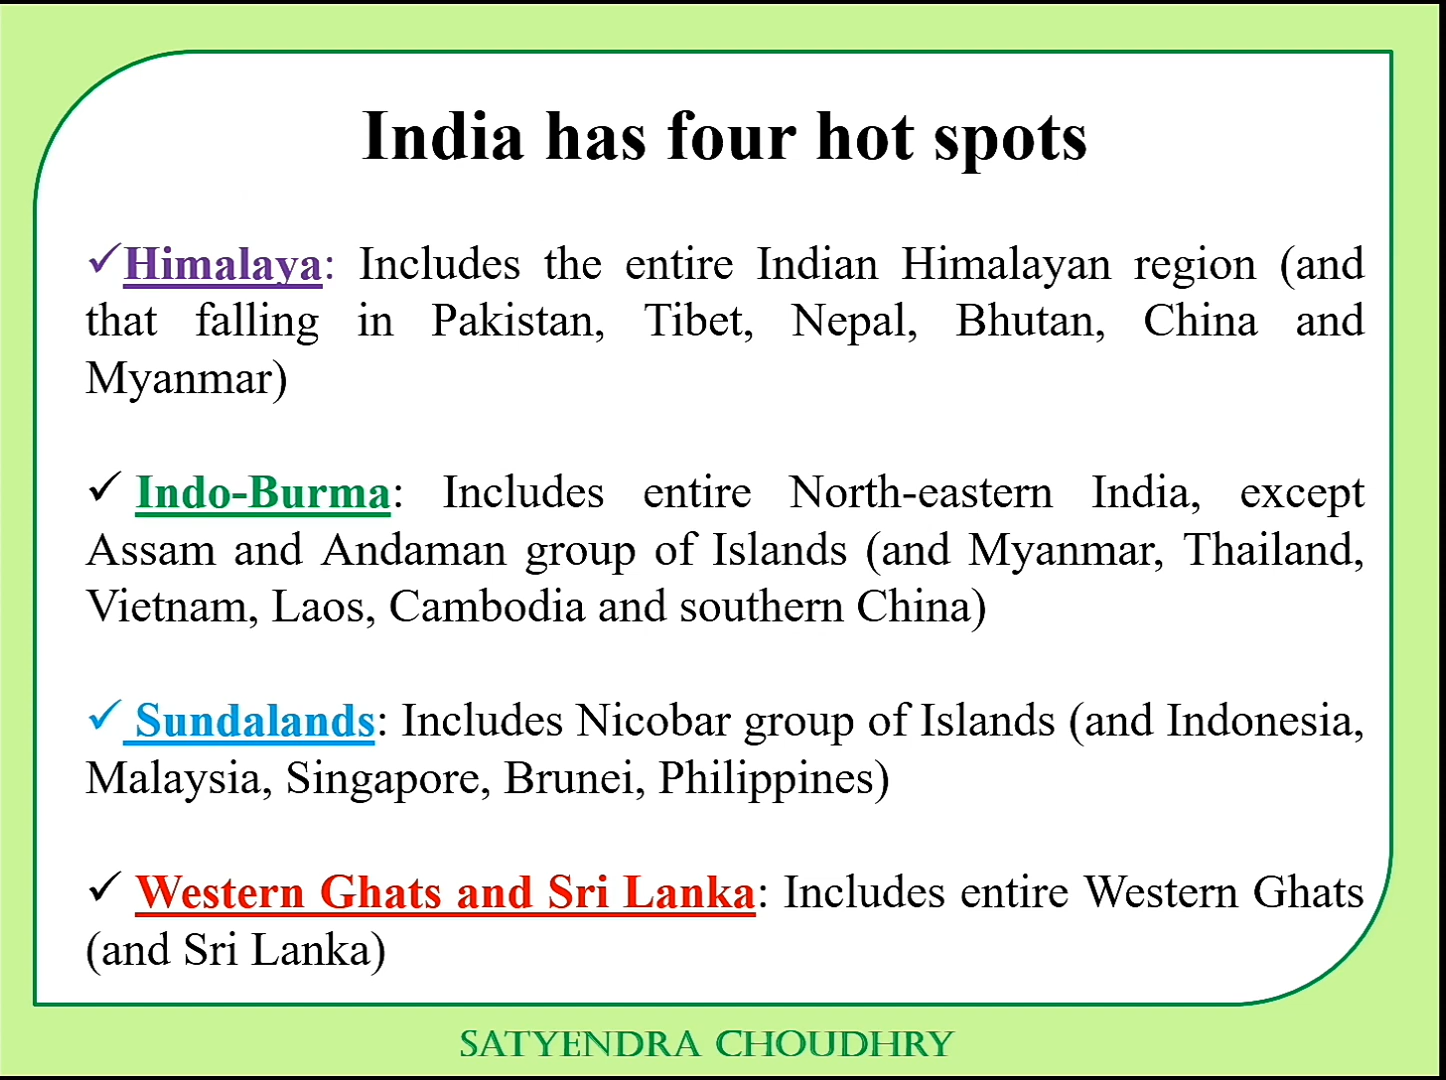 India has four hot spots
✓Himalaya: Includes the entire Indian Himalayan region (and
that falling in Pakistan, Tibet, Nepal, Bhutan, China and
Myanmar)
✓ Indo-Burma: Includes entire North-eastern India, except
Assam and Andaman group of Islands (and Myanmar, Thailand,
Vietnam, Laos, Cambodia and southern China)
✓ Sundalands: Includes Nicobar group of Islands (and Indonesia,
Malaysia, Singapore, Brunei, Philippines)
✓ Western Ghats and Sri Lanka: Includes entire Western Ghats
(and Sri Lanka)
SATYENDRA CHOUDHRY